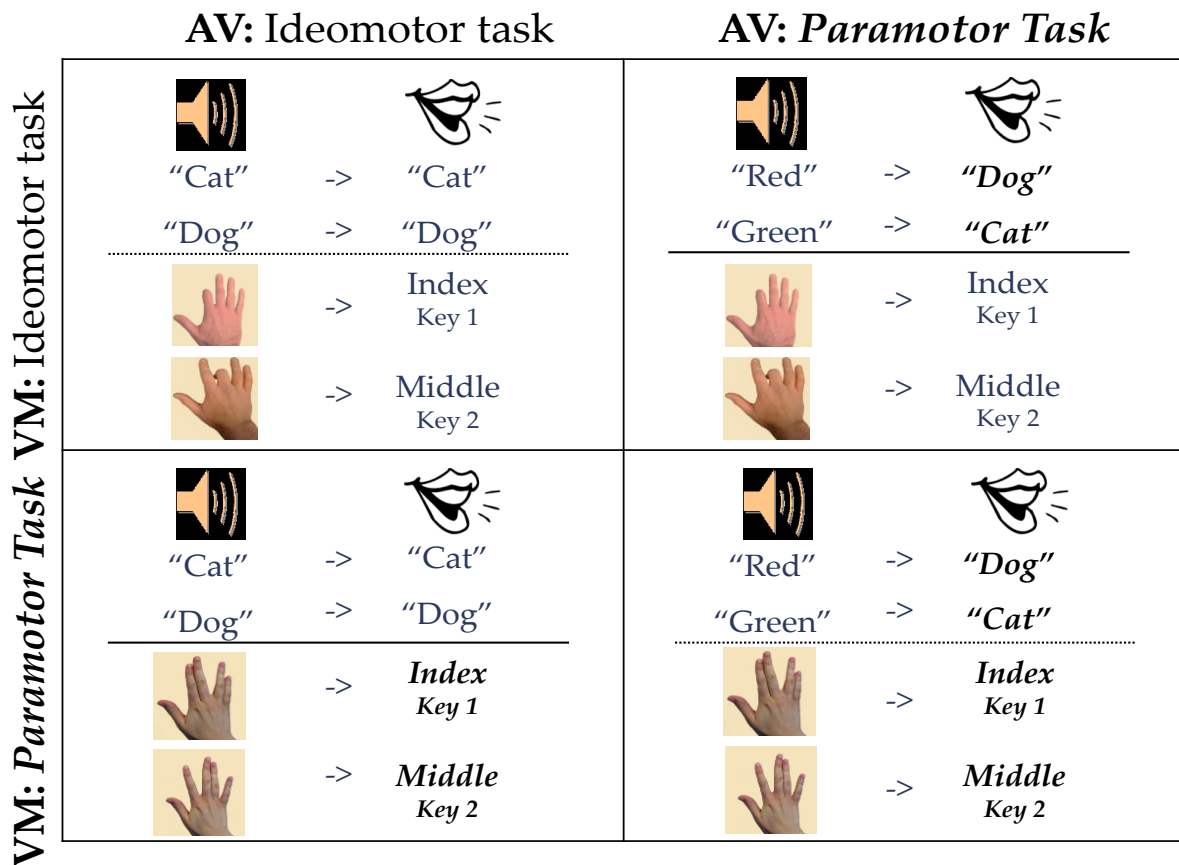 AV: Ideomotor task
AV: Paramotor Task
VM: Ideomotor task
“Cat” -> “Cat”
“Dog” -> “Dog”
-> Index
Key 1
-> Middle
Key 2
“Red” -> “Dog”
“Green” -> “Cat”
-> Index
Key 1
-> Middle
Key 2
VM: Paramotor Task
“Cat” -> “Cat”
“Dog” -> “Dog”
-> Index
Key 1
-> Middle
Key 2
“Red” -> “Dog”
“Green” -> “Cat”
-> Index
Key 1
-> Middle
Key 2